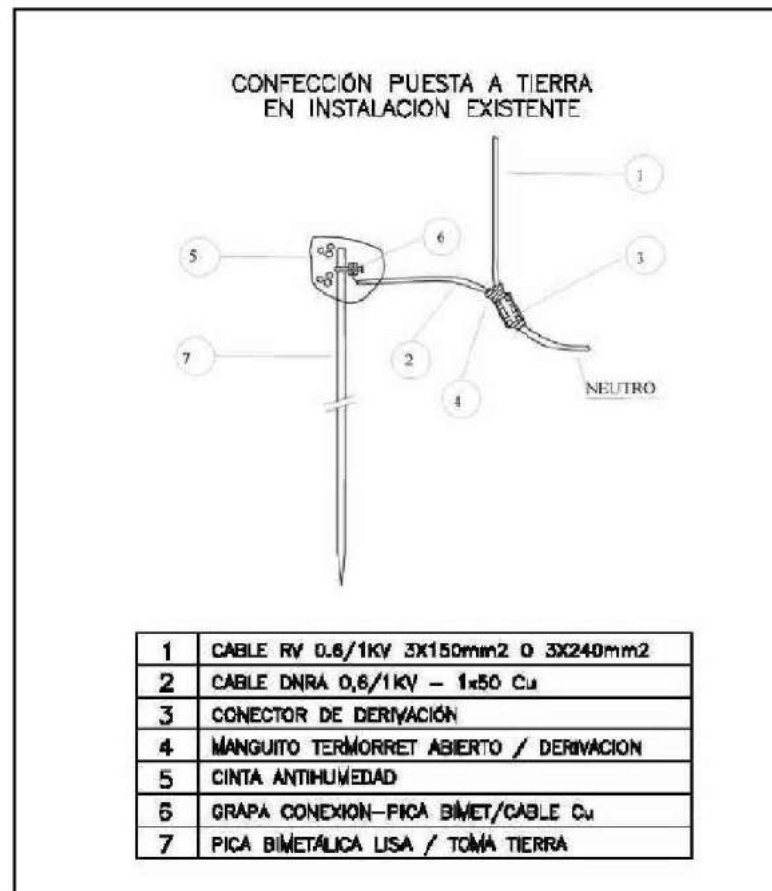 CONFECCIÓN PUESTA A TIERRA
EN INSTALACION EXISTENTE
1
6
5
3
7
2
4
NEUTRO
1 CABLE RV 0.6/1KV 3X150mm2 O 3X240mm2
2 CABLE DNRA 0,6/1KV – 1x50 Cu
3 CONECTOR DE DERIVACIÓN
4 MANGUITO TERMORRET ABIERTO / DERIVACION
5 CINTA ANTIHUMEDAD
6 GRAPA CONEXION-PICA BIMET/CABLE Cu
7 PICA BIMETÁLICA LISA / TOMA TIERRA